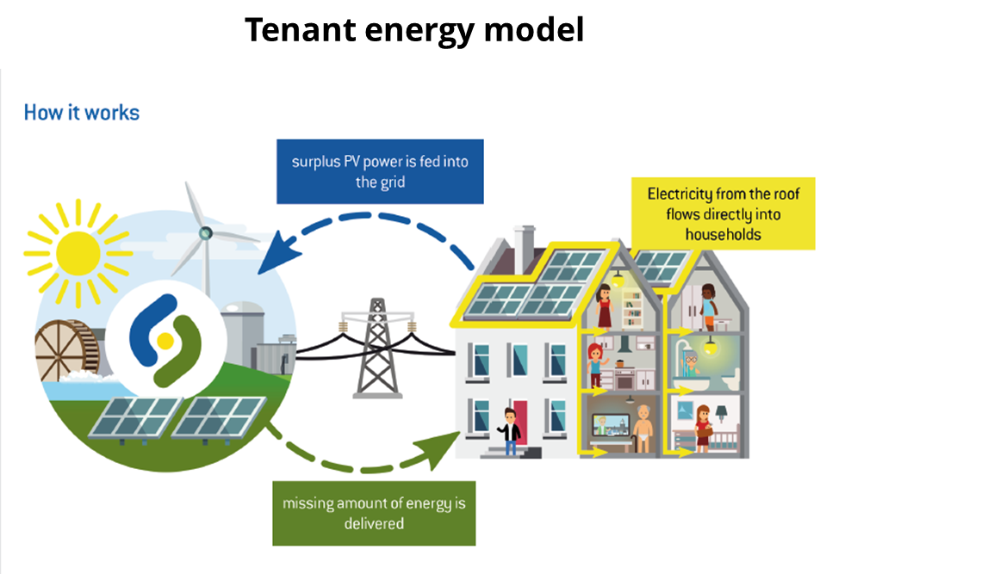 Tenant energy model
How it works
surplus PV power is fed into
the grid
Electricity from the roof
flows directly into
households
missing amount of energy is
delivered